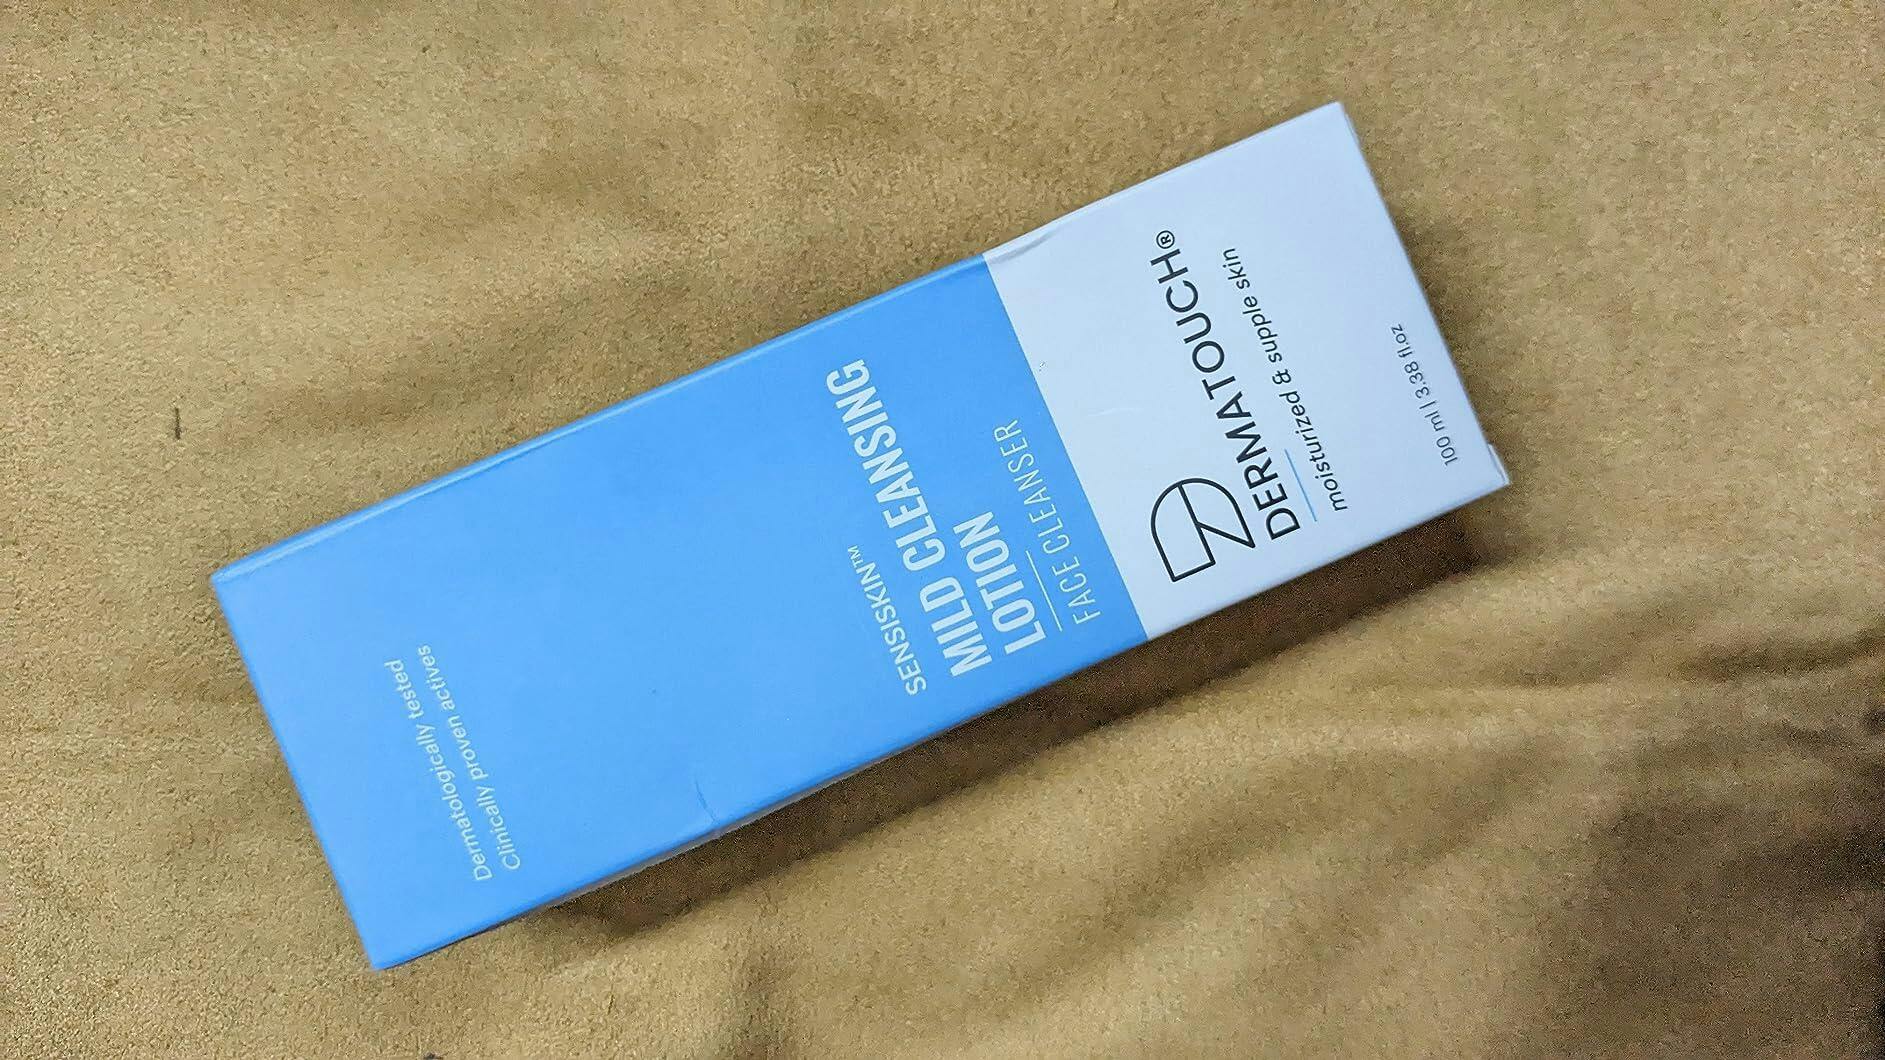 Dermatologically tested
Clinically proven actives
SENSISKIN™
MILD CLEANSING
LOTION
FACE CLEANSER
DERMATOUCH®
moisturized & supple skin
100 ml | 3.38 fl.oz